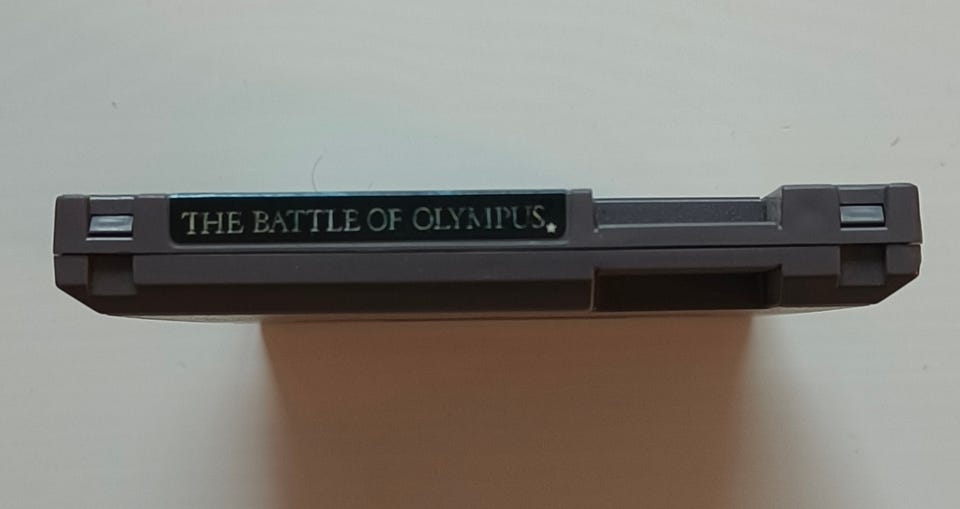 THE BATTLE OF OLYMPUS